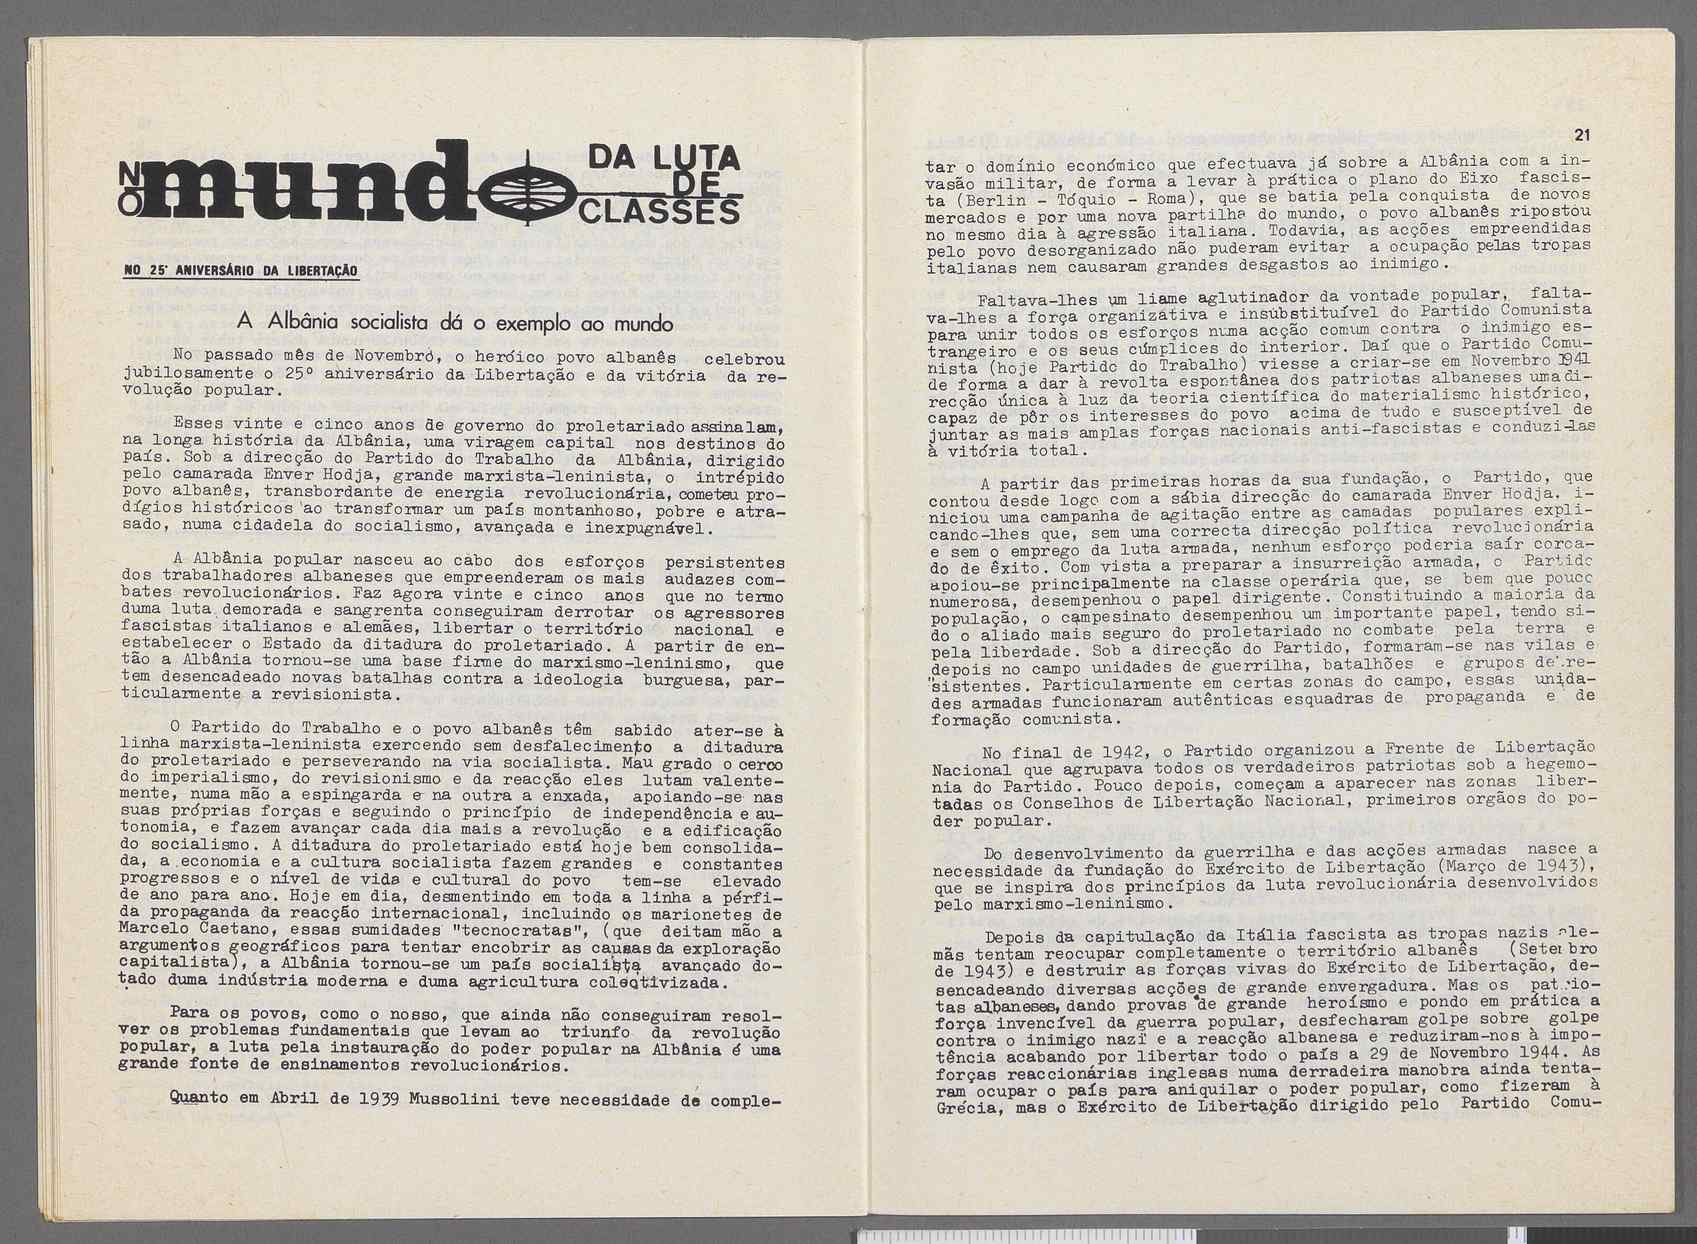 NO mundo DA LUTA DE CLASSES
NO 25º ANIVERSÁRIO DA LIBERTAÇÃO
A Albânia socialista dá o exemplo ao mundo
No passado mês de Novembro, o heróico povo albanês celebrou
jubilosamente o 25º aniversário da Libertação e da vitória da re-
volução popular.
Esses vinte e cinco anos de governo do proletariado assinalam,
na longa história da Albânia, uma viragem capital nos destinos do
país. Sob a direcção do Partido do Trabalho da Albânia, dirigido
pelo camarada Enver Hodja, grande marxista-leninista, o intrépido
povo albanês, transbordante de energia revolucionária, cometeu pro-
dígios históricos ao transformar um país montanhoso, pobre e atra-
sado, numa cidadela do socialismo, avançada e inexpugnável.
A Albânia popular nasceu ao cabo dos esforços persistentes
dos trabalhadores albaneses que empreenderam os mais audazes com-
bates revolucionários. Faz agora vinte e cinco anos que no termo
duma luta demorada e sangrenta conseguiram derrotar os agressores
fascistas italianos e alemães, libertar o território nacional e
estabelecer o Estado da ditadura do proletariado. A partir de en-
tão a Albânia tornou-se uma base firme do marxismo-leninismo, que
tem desencadeado novas batalhas contra a ideologia burguesa, par-
ticularmente a revisionista.
O Partido do Trabalho e o povo albanês têm sabido ater-se à
linha marxista-leninista exercendo sem desfalecimento a ditadura
do proletariado e perseverando na via socialista. Mau grado o cerco
do imperialismo, do revisionismo e da reacção eles lutam valente-
mente, numa mão a espingarda e na outra a enxada, apoiando-se nas
suas próprias forças e seguindo o princípio de independência e au-
tonomia, e fazem avançar cada dia mais a revolução e a edificação
do socialismo. A ditadura do proletariado está hoje bem consolida-
da, a economia e a cultura socialista fazem grandes e constantes
progressos e o nível de vida e cultural do povo tem-se elevado
de ano para ano. Hoje em dia, desmentindo em toda a linha a pérfi-
da propaganda da reacção internacional, incluindo os marionetes de
Marcelo Caetano, essas sumidades "tecnocratas", (que deitam mão a
argumentos geográficos para tentar encobrir as causas da exploração
capitalista), a Albânia tornou-se um país socialista avançado do-
tado duma indústria moderna e duma agricultura colectivizada.
Para os povos, como o nosso, que ainda não conseguiram resol-
ver os problemas fundamentais que levam ao triunfo da revolução
popular, a luta pela instauração do poder popular na Albânia é uma
grande fonte de ensinamentos revolucionários.
Quanto em Abril de 1939 Mussolini teve necessidade de comple-
21
tar o domínio económico que efectuava já sobre a Albânia com a in-
vasão militar, de forma a levar à prática o plano do Eixo fascis-
ta (Berlin - Tóquio - Roma), que se batia pela conquista de novos
mercados e por uma nova partilha do mundo, o povo albanês ripostou
no mesmo dia à agressão italiana. Todavia, as acções empreendidas
pelo povo desorganizado não puderam evitar a ocupação pelas tropas
italianas nem causaram grandes desgastos ao inimigo.
Faltava-lhes um liame aglutinador da vontade popular, falta-
va-lhes a força organizativa e insubstituível do Partido Comunista
para unir todos os esforços numa acção comum contra o inimigo es-
trangeiro e os seus cúmplices do interior. Daí que o Partido Comu-
nista (hoje Partido do Trabalho) viesse a criar-se em Novembro 1941
de forma a dar à revolta espontânea dos patriotas albaneses uma di-
recção única à luz da teoria científica do materialismo histórico,
capaz de pôr os interesses do povo acima de tudo e susceptível de
juntar as mais amplas forças nacionais anti-fascistas e conduzi-las
à vitória total.
A partir das primeiras horas da sua fundação, o Partido, que
contou desde logo com a sábia direcção do camarada Enver Hodja, i-
niciou uma campanha de agitação entre as camadas populares expli-
cando-lhes que, sem uma correcta direcção política revolucionária
e sem o emprego da luta armada, nenhum esforço poderia saír coroa-
do de êxito. Com vista a preparar a insurreição armada, o Partido
apoiou-se principalmente na classe operária que, se bem que pouco
numerosa, desempenhou o papel dirigente. Constituindo a maioria da
população, o campesinato desempenhou um importante papel, tendo si-
do o aliado mais seguro do proletariado no combate pela terra e
pela liberdade. Sob a direcção do Partido, formaram-se nas vilas e
depois no campo unidades de guerrilha, batalhões e grupos de re-
sistentes. Particularmente em certas zonas do campo, essas unida-
des armadas funcionaram autênticas esquadras de propaganda e de
formação comunista.
No final de 1942, o Partido organizou a Frente de Libertação
Nacional que agrupava todos os verdadeiros patriotas sob a hegemo-
nia do Partido. Pouco depois, começam a aparecer nas zonas liber-
tadas os Conselhos de Libertação Nacional, primeiros orgãos do po-
der popular.
Do desenvolvimento da guerrilha e das acções armadas nasce a
necessidade da fundação do Exército de Libertação (Março de 1943),
que se inspira dos princípios da luta revolucionária desenvolvidos
pelo marxismo-leninismo.
Depois da capitulação da Itália fascista as tropas nazis ale-
mãs tentam reocupar completamente o território albanês (Setembro
de 1943) e destruir as forças vivas do Exército de Libertação, de-
sencadeando diversas acções de grande envergadura. Mas os patrio-
tas albaneses, dando provas de grande heroísmo e pondo em prática a
força invencível da guerra popular, desfecharam golpe sobre golpe
contra o inimigo nazi e a reacção albanesa e reduziram-nos à impo-
tência acabando por libertar todo o país a 29 de Novembro 1944. As
forças reaccionárias inglesas numa derradeira manobra ainda tenta-
ram ocupar o país para aniquilar o poder popular, como fizeram à
Grécia, mas o Exército de Libertação dirigido pelo Partido Comu-